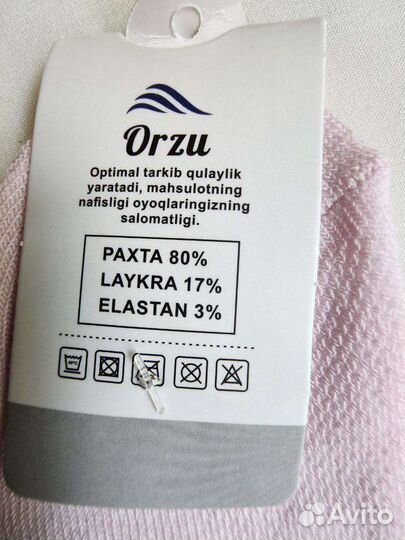 Orzu
Optimal tarkib qulaylik
yaratadi, mahsulotning
nafisligi oyoqlaringizning
salomatligi.
PAXTA 80%
LAYKRA 17%
ELASTAN 3%
Avito